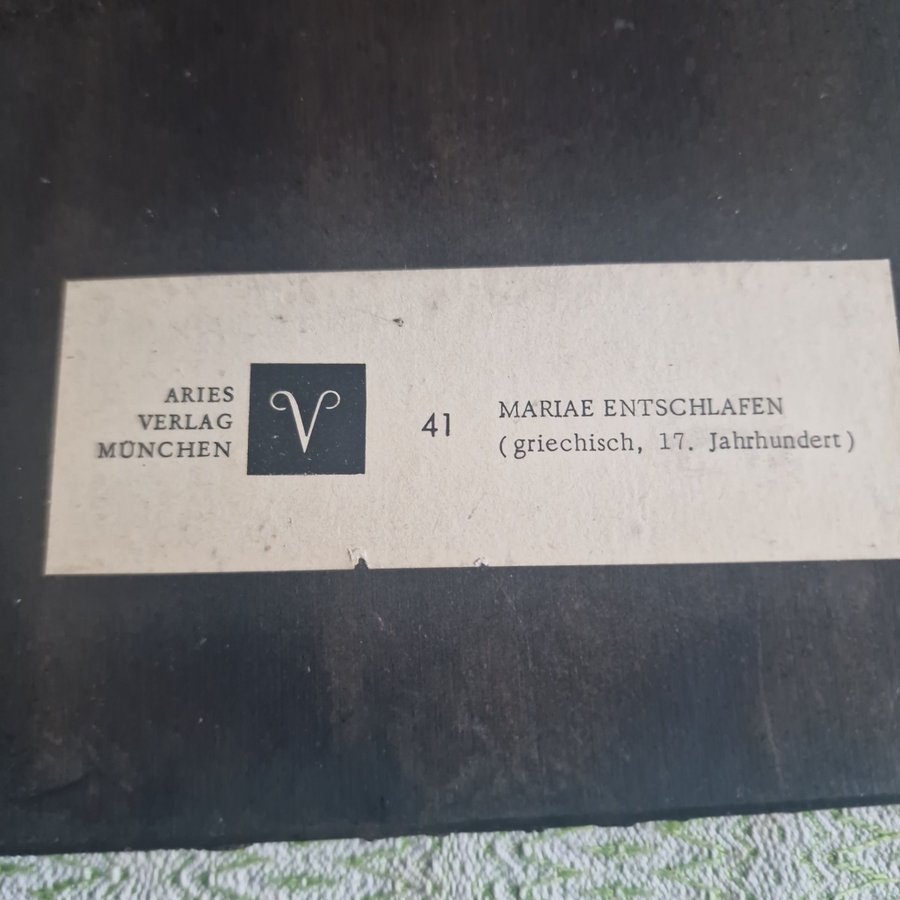 ARIES
VERLAG
MÜNCHEN
41
MARIAE ENTSCHLAFEN
(griechisch, 17. Jahrhundert)